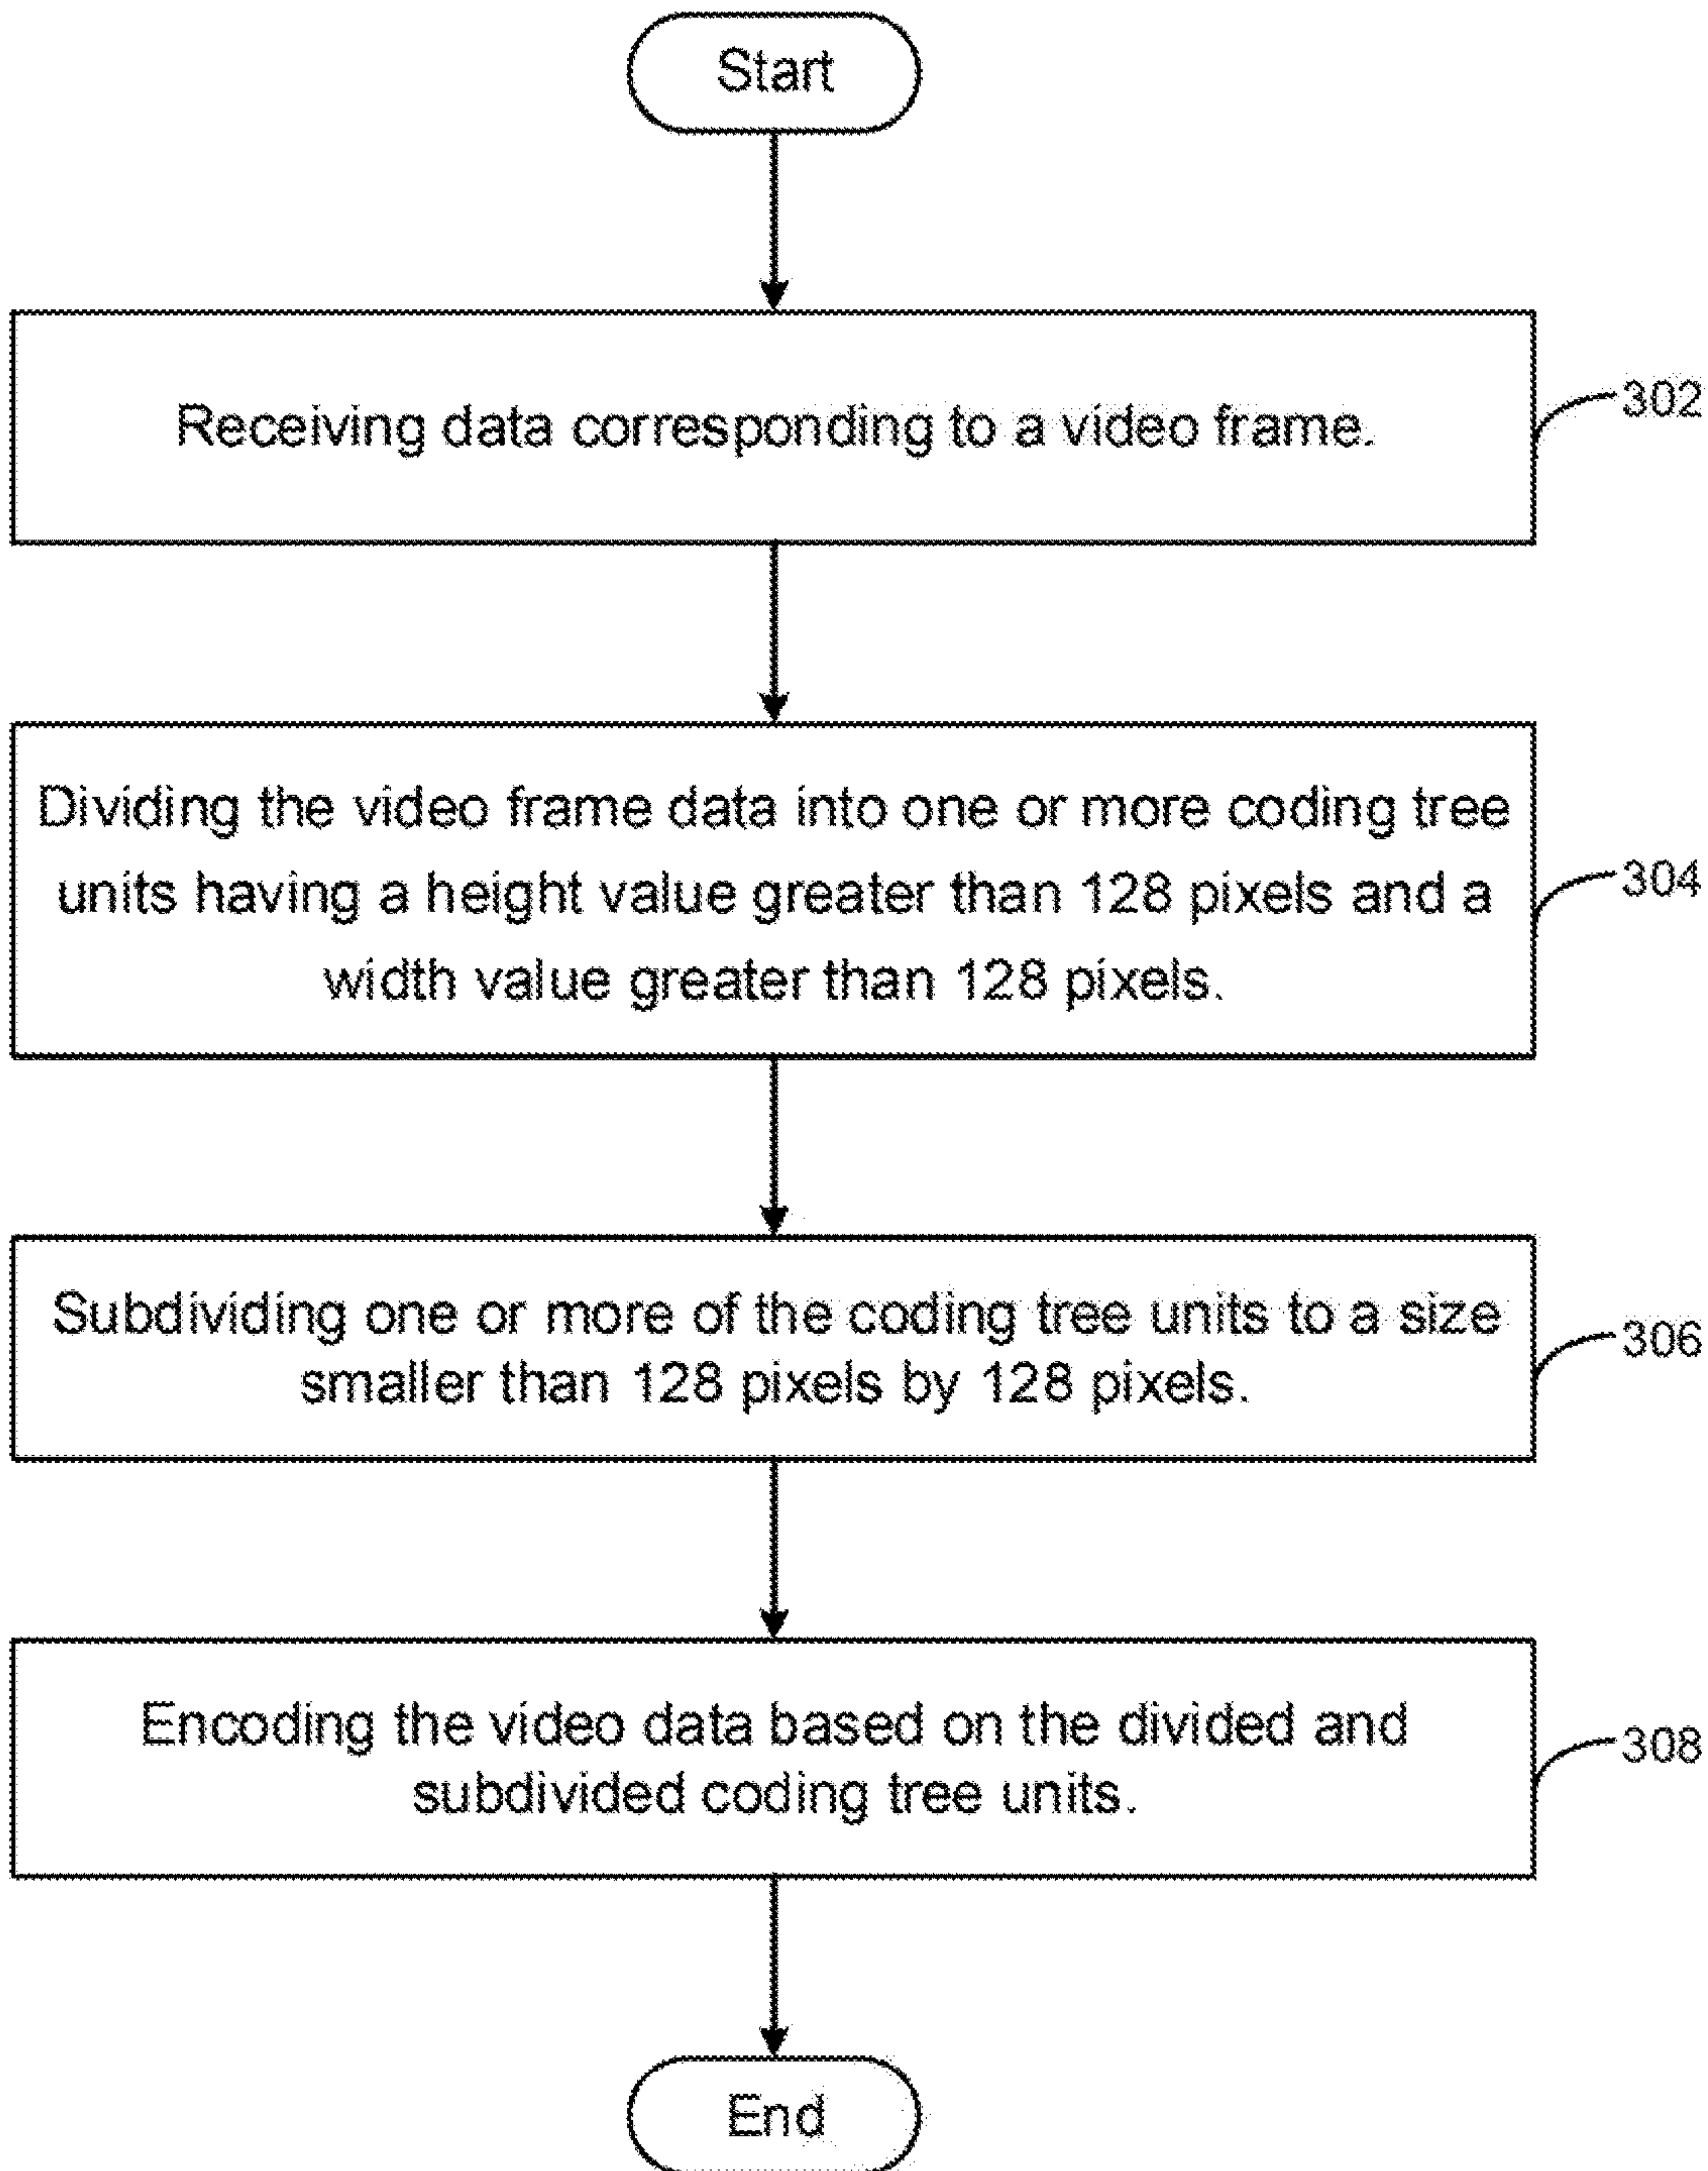 Start
Receiving data corresponding to a video frame.
302
Dividing the video frame data into one or more coding tree
units having a height value greater than 128 pixels and a
width value greater than 128 pixels.
304
Subdividing one or more of the coding tree units to a size
smaller than 128 pixels by 128 pixels.
306
Encoding the video data based on the divided and
subdivided coding tree units.
308
End